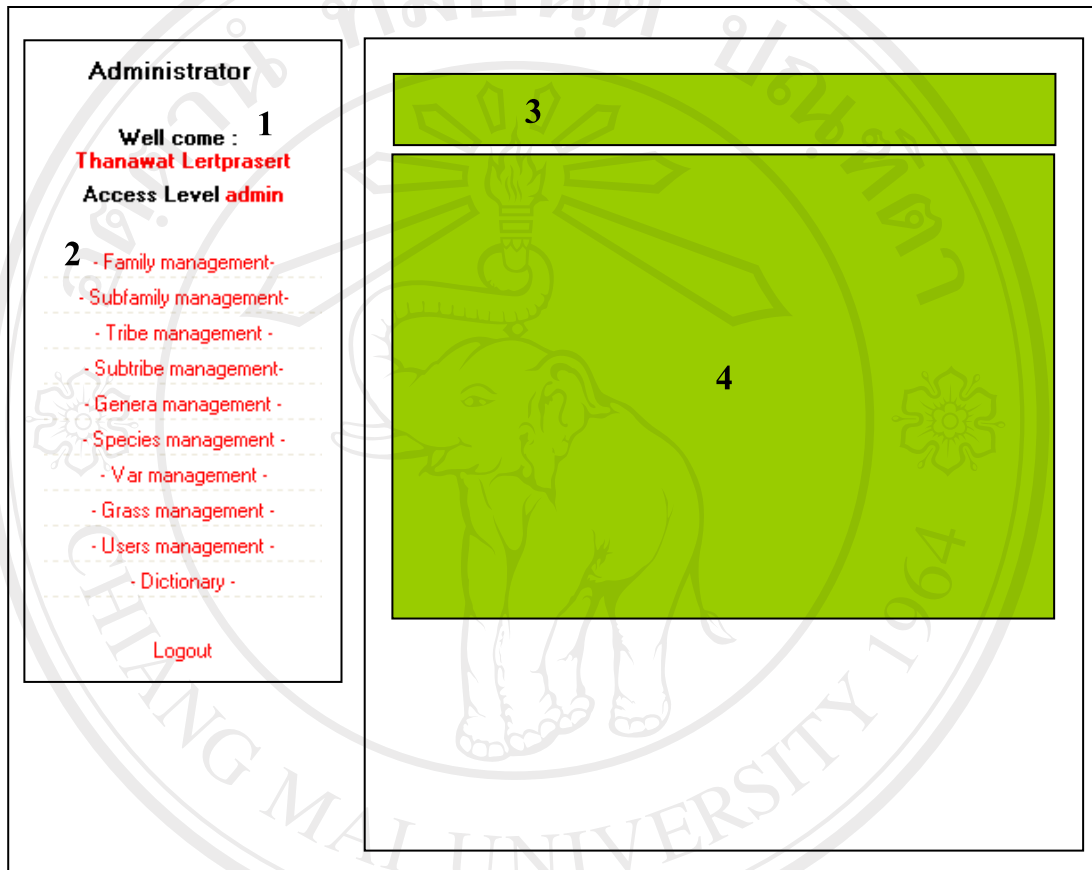 Administrator
1
Well come :
Thanawat Lertprasert
Access Level admin
2
- Family management-
- Subfamily management-
- Tribe management -
- Subtribe management-
- Genera management -
- Species management -
- Var management -
- Grass management -
- Users management -
- Dictionary -
Logout
3
4
CHIANG MAI UNIVERSITY 1964